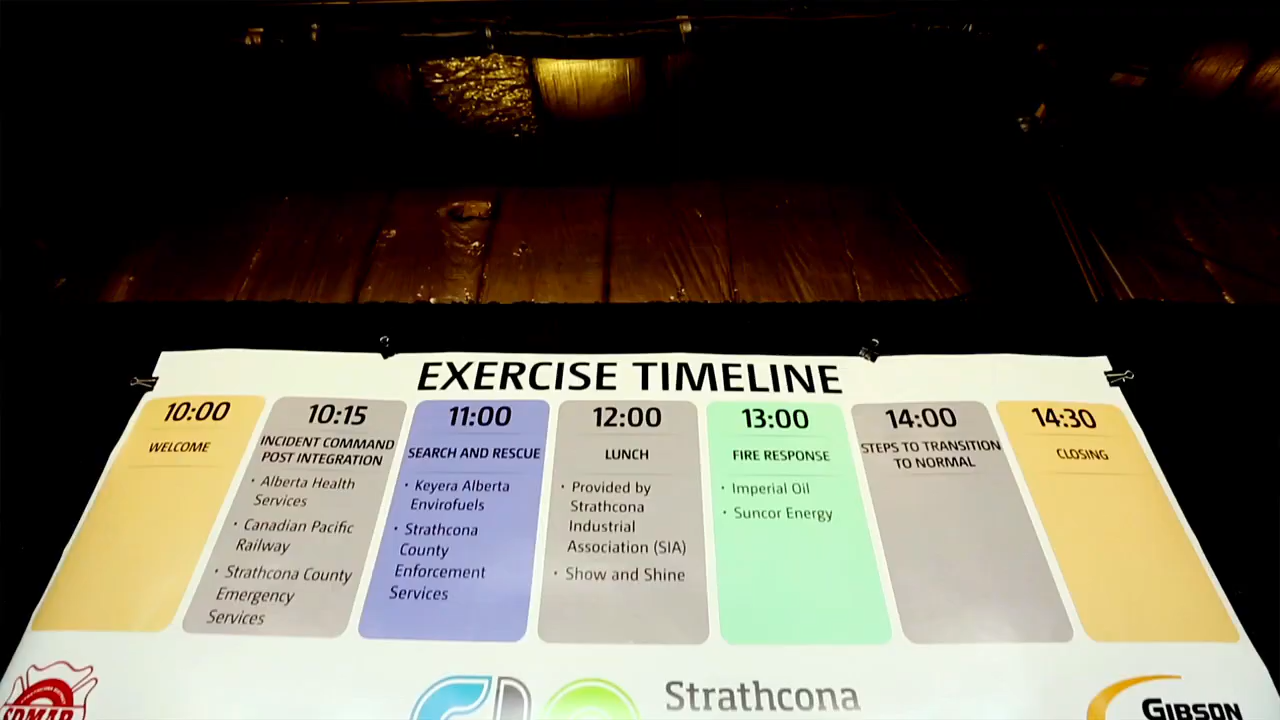 EXERCISE TIMELINE
10:00
WELCOME
10:15
INCIDENT COMMAND
POST INTEGRATION
• Alberta Health
Services
• Canadian Pacific
Railway
• Strathcona County
Emergency
Services
11:00
SEARCH AND RESCUE
• Keyera Alberta
Envirofuels
• Strathcona
County
Enforcement
Services
12:00
LUNCH
• Provided by
Strathcona
Industrial
Association (SIA)
• Show and Shine
13:00
FIRE RESPONSE
• Imperial Oil
• Suncor Energy
14:00
STEPS TO TRANSITION
TO NORMAL
14:30
CLOSING
Strathcona
GIBSON